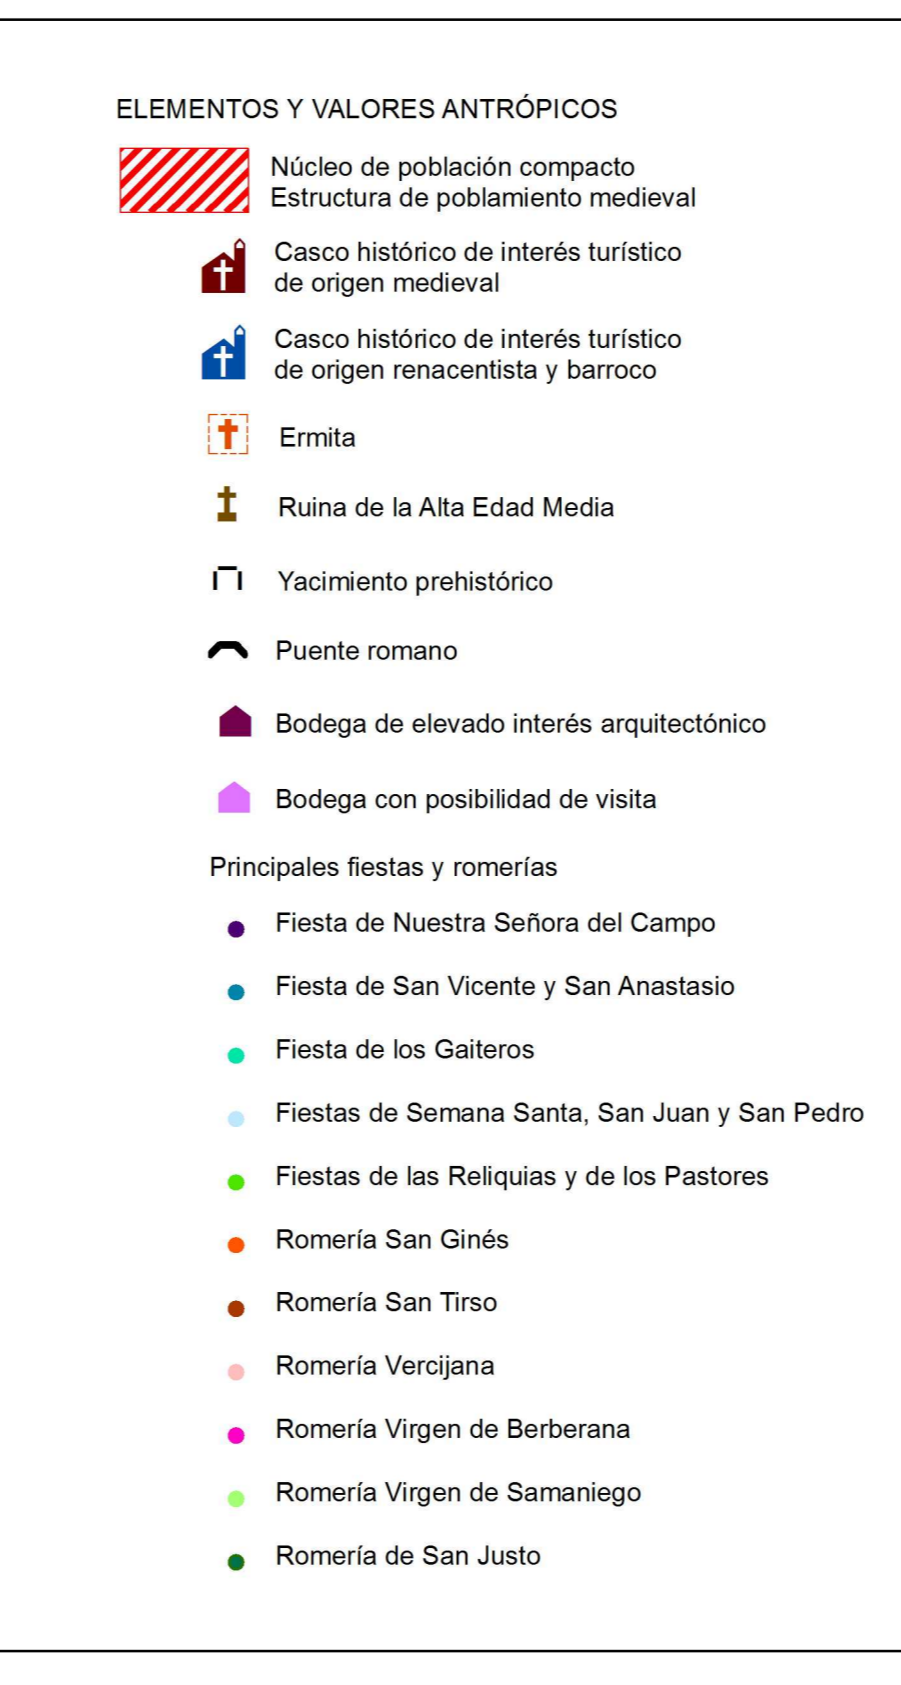 ELEMENTOS Y VALORES ANTRÓPICOS
Núcleo de población compacto
Estructura de poblamiento medieval
Casco histórico de interés turístico
de origen medieval
Casco histórico de interés turístico
de origen renacentista y barroco
Ermita
Ruina de la Alta Edad Media
Yacimiento prehistórico
Puente romano
Bodega de elevado interés arquitectónico
Bodega con posibilidad de visita
Principales fiestas y romerías
Fiesta de Nuestra Señora del Campo
Fiesta de San Vicente y San Anastasio
Fiesta de los Gaiteros
Fiestas de Semana Santa, San Juan y San Pedro
Fiestas de las Reliquias y de los Pastores
Romería San Ginés
Romería San Tirso
Romería Vercijana
Romería Virgen de Berberana
Romería Virgen de Samaniego
Romería de San Justo